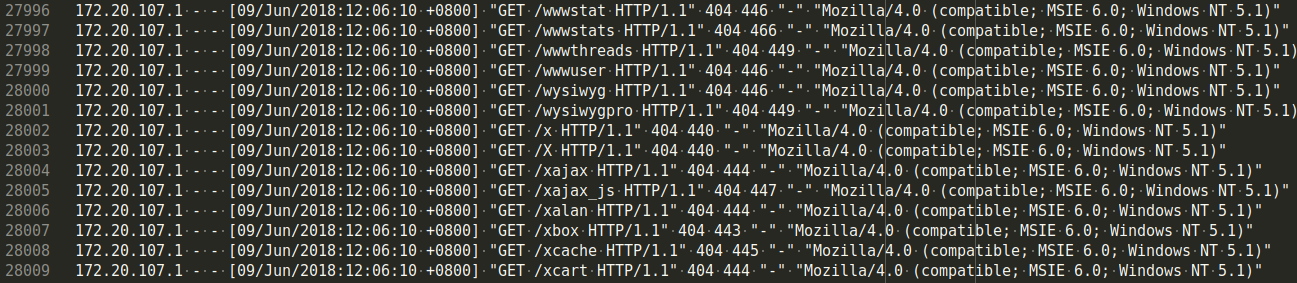 27996 172.20.107.1 - - [09/Jun/2018:12:06:10 +0800] "GET /wwwstat HTTP/1.1" 404 446 "-" "Mozilla/4.0 (compatible; MSIE 6.0; Windows NT 5.1)"
27997 172.20.107.1 - - [09/Jun/2018:12:06:10 +0800] "GET /wwwstats HTTP/1.1" 404 466 "-" "Mozilla/4.0 (compatible; MSIE 6.0; Windows NT 5.1)"
27998 172.20.107.1 - - [09/Jun/2018:12:06:10 +0800] "GET /wwwthreads HTTP/1.1" 404 449 "-" "Mozilla/4.0 (compatible; MSIE 6.0; Windows NT 5.1)
27999 172.20.107.1 - - [09/Jun/2018:12:06:10 +0800] "GET /wwwuser HTTP/1.1" 404 446 "-" "Mozilla/4.0 (compatible; MSIE 6.0; Windows NT 5.1)"
28000 172.20.107.1 - - [09/Jun/2018:12:06:10 +0800] "GET /wysiwyg HTTP/1.1" 404 446 "-" "Mozilla/4.0 (compatible; MSIE 6.0; Windows NT 5.1)"
28001 172.20.107.1 - - [09/Jun/2018:12:06:10 +0800] "GET /wysiwygpro HTTP/1.1" 404 449 "-" "Mozilla/4.0 (compatible; MSIE 6.0; Windows NT 5.1)
28002 172.20.107.1 - - [09/Jun/2018:12:06:10 +0800] "GET /x HTTP/1.1" 404 440 "-" "Mozilla/4.0 (compatible; MSIE 6.0; Windows NT 5.1)"
28003 172.20.107.1 - - [09/Jun/2018:12:06:10 +0800] "GET /X HTTP/1.1" 404 440 "-" "Mozilla/4.0 (compatible; MSIE 6.0; Windows NT 5.1)"
28004 172.20.107.1 - - [09/Jun/2018:12:06:10 +0800] "GET /xajax HTTP/1.1" 404 444 "-" "Mozilla/4.0 (compatible; MSIE 6.0; Windows NT 5.1)"
28005 172.20.107.1 - - [09/Jun/2018:12:06:10 +0800] "GET /xajax_js HTTP/1.1" 404 447 "-" "Mozilla/4.0 (compatible; MSIE 6.0; Windows NT 5.1)"
28006 172.20.107.1 - - [09/Jun/2018:12:06:10 +0800] "GET /xalan HTTP/1.1" 404 444 "-" "Mozilla/4.0 (compatible; MSIE 6.0; Windows NT 5.1)"
28007 172.20.107.1 - - [09/Jun/2018:12:06:10 +0800] "GET /xbox HTTP/1.1" 404 443 "-" "Mozilla/4.0 (compatible; MSIE 6.0; Windows NT 5.1)"
28008 172.20.107.1 - - [09/Jun/2018:12:06:10 +0800] "GET /xcache HTTP/1.1" 404 445 "-" "Mozilla/4.0 (compatible; MSIE 6.0; Windows NT 5.1)"
28009 172.20.107.1 - - [09/Jun/2018:12:06:10 +0800] "GET /xcart HTTP/1.1" 404 444 "-" "Mozilla/4.0 (compatible; MSIE 6.0; Windows NT 5.1)"